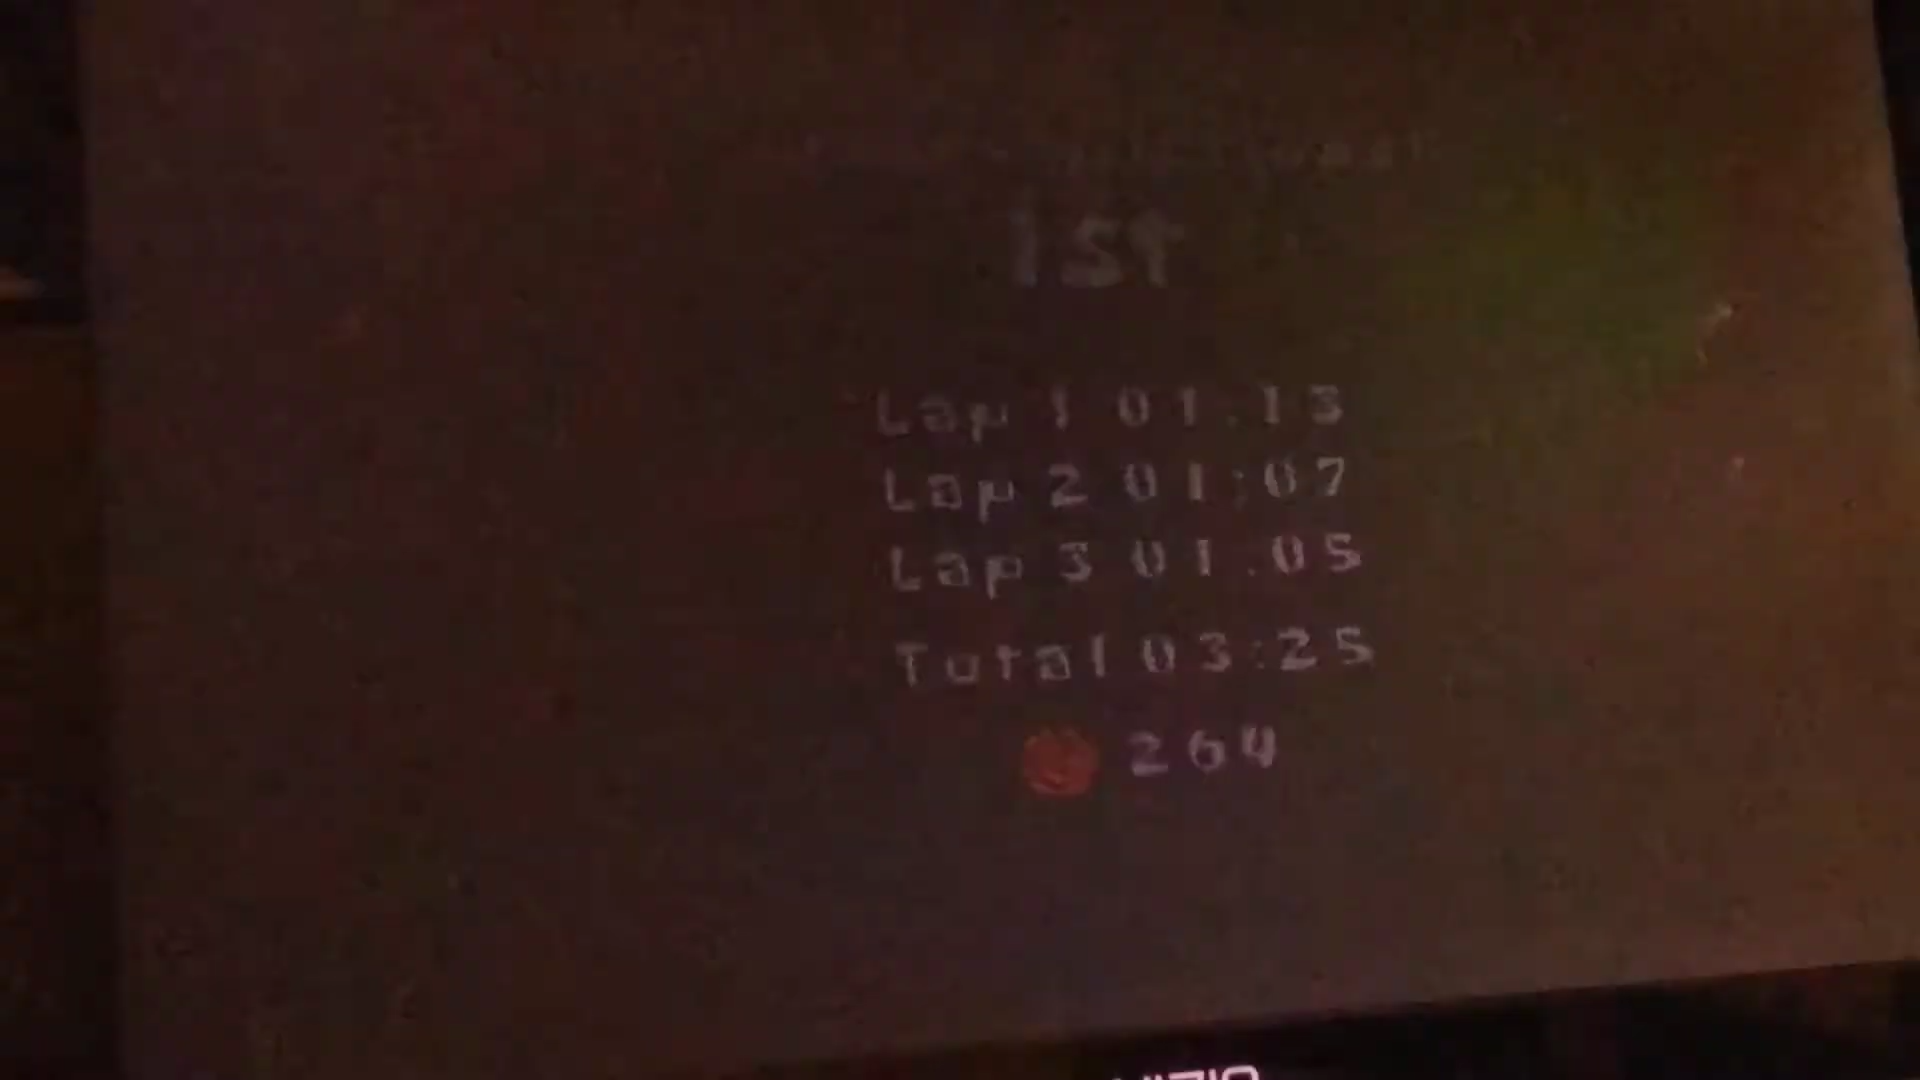 1st
Lap 1 01:13
Lap 2 01:07
Lap 3 01:05
Total 03:25
264